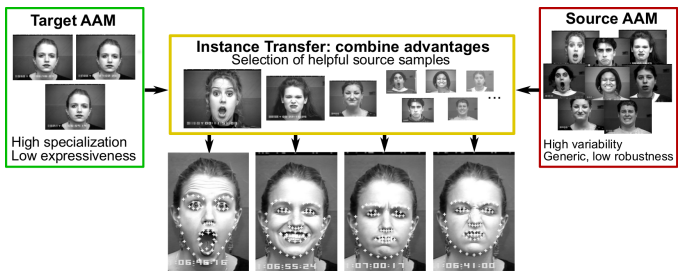 Target AAM
High specialization
Low expressiveness
Instance Transfer: combine advantages
Selection of helpful source samples
...
Source AAM
High variability
Generic, low robustness
06:46:16
06:55:24
07:00:17
06:41:00